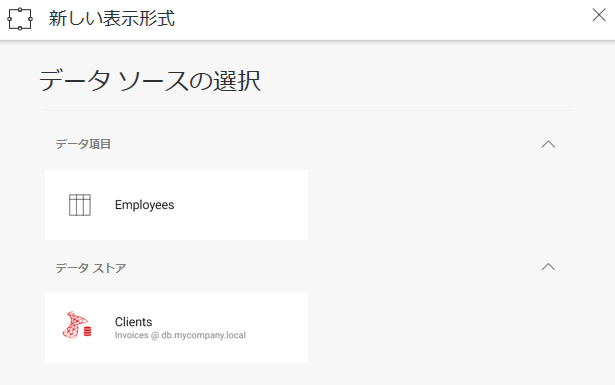 新しい表示形式
データ ソースの選択
データ項目
Employees
データ ストア
Clients
Invoices @ db.mycompany.local